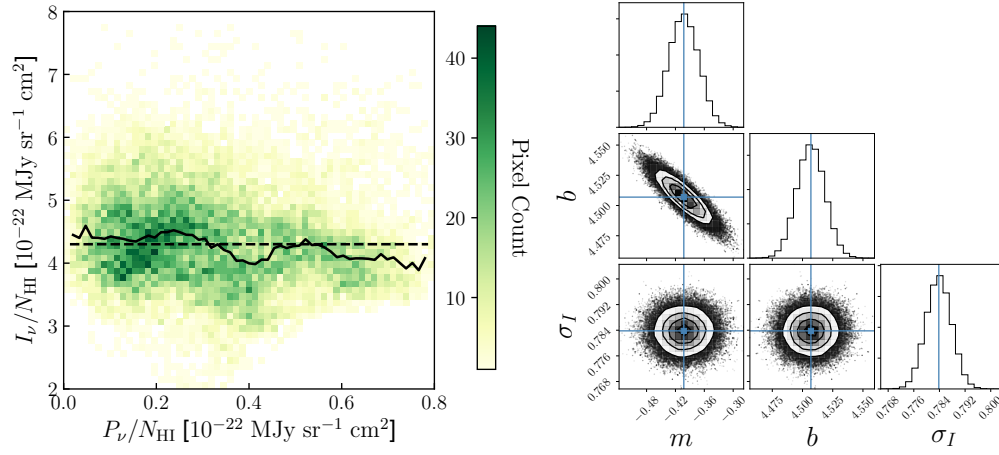 8
7
6
5
4
3
2
I_ν/N_HI [10^−22 MJy sr^−1 cm^2]
0.0 0.2 0.4 0.6 0.8
P_ν/N_HI [10^−22 MJy sr^−1 cm^2]
40
30
20
10
Pixel Count
4.550
4.525
4.500
4.475
b
0.800
0.792
0.784
0.776
0.768
σ_I
−0.48 −0.42 −0.36 −0.30
m
4.475 4.500 4.525 4.550
b
0.768 0.776 0.784 0.792 0.800
σ_I